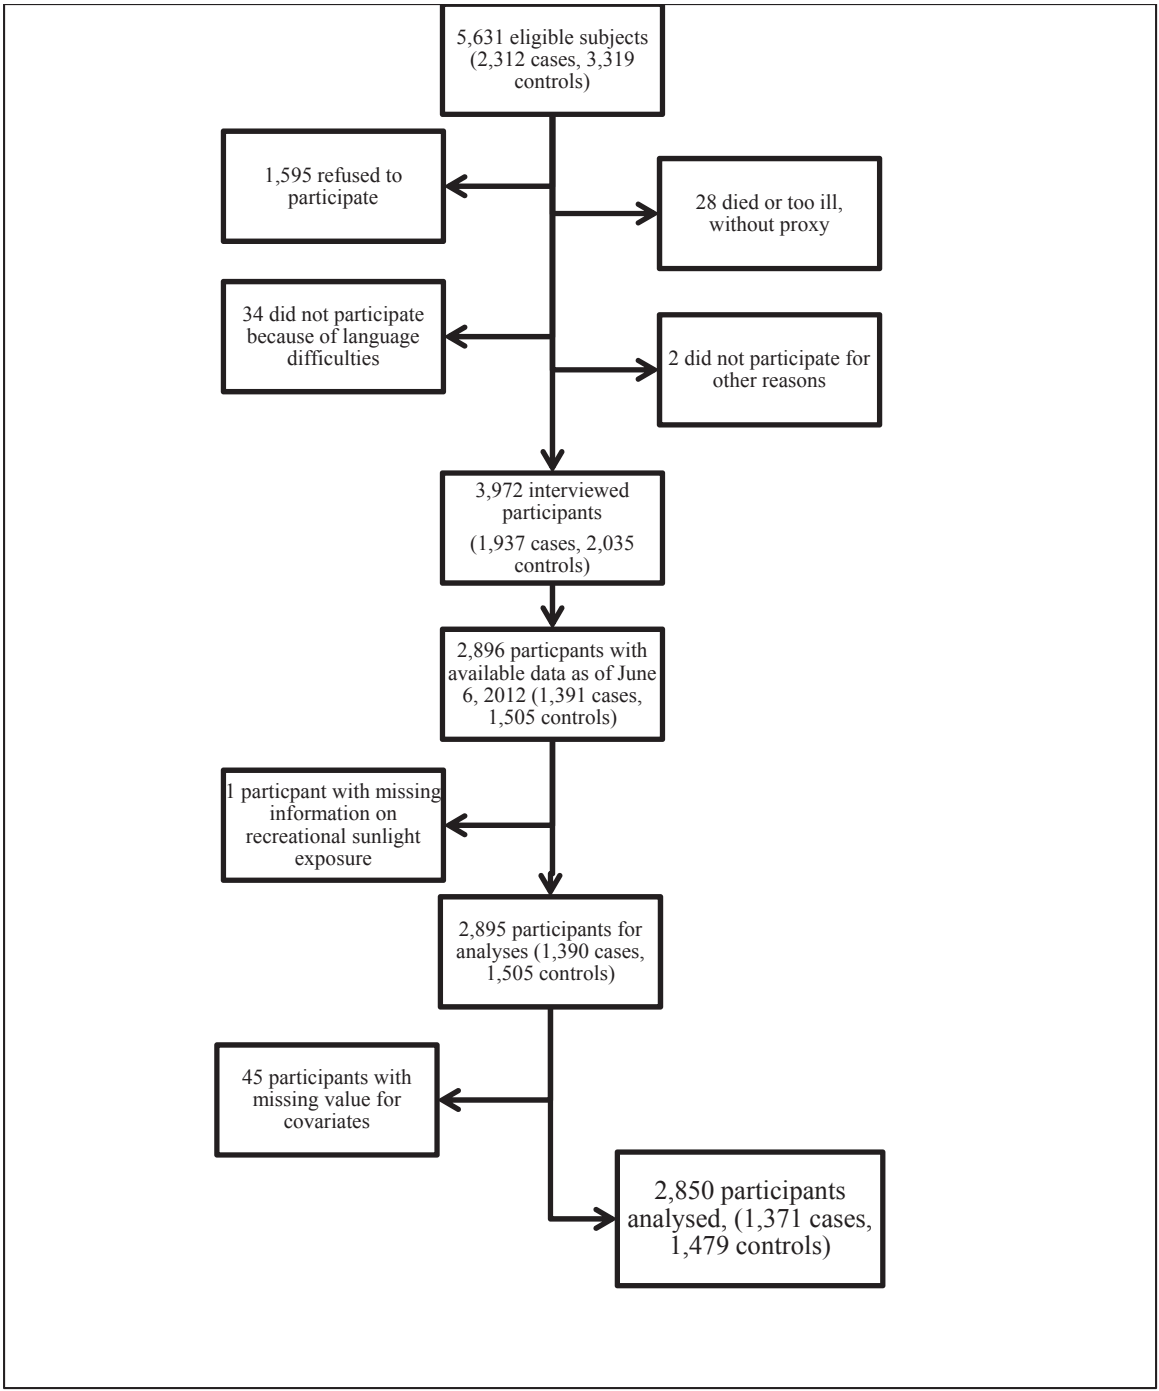 5,631 eligible subjects
(2,312 cases, 3,319
controls)
1,595 refused to
participate
28 died or too ill,
without proxy
34 did not participate
because of language
difficulties
2 did not participate for
other reasons
3,972 interviewed
participants
(1,937 cases, 2,035
controls)
2,896 particpants with
available data as of June
6, 2012 (1,391 cases,
1,505 controls)
1 particpant with missing
information on
recreational sunlight
exposure
2,895 participants for
analyses (1,390 cases,
1,505 controls)
45 participants with
missing value for
covariates
2,850 participants
analysed, (1,371 cases,
1,479 controls)